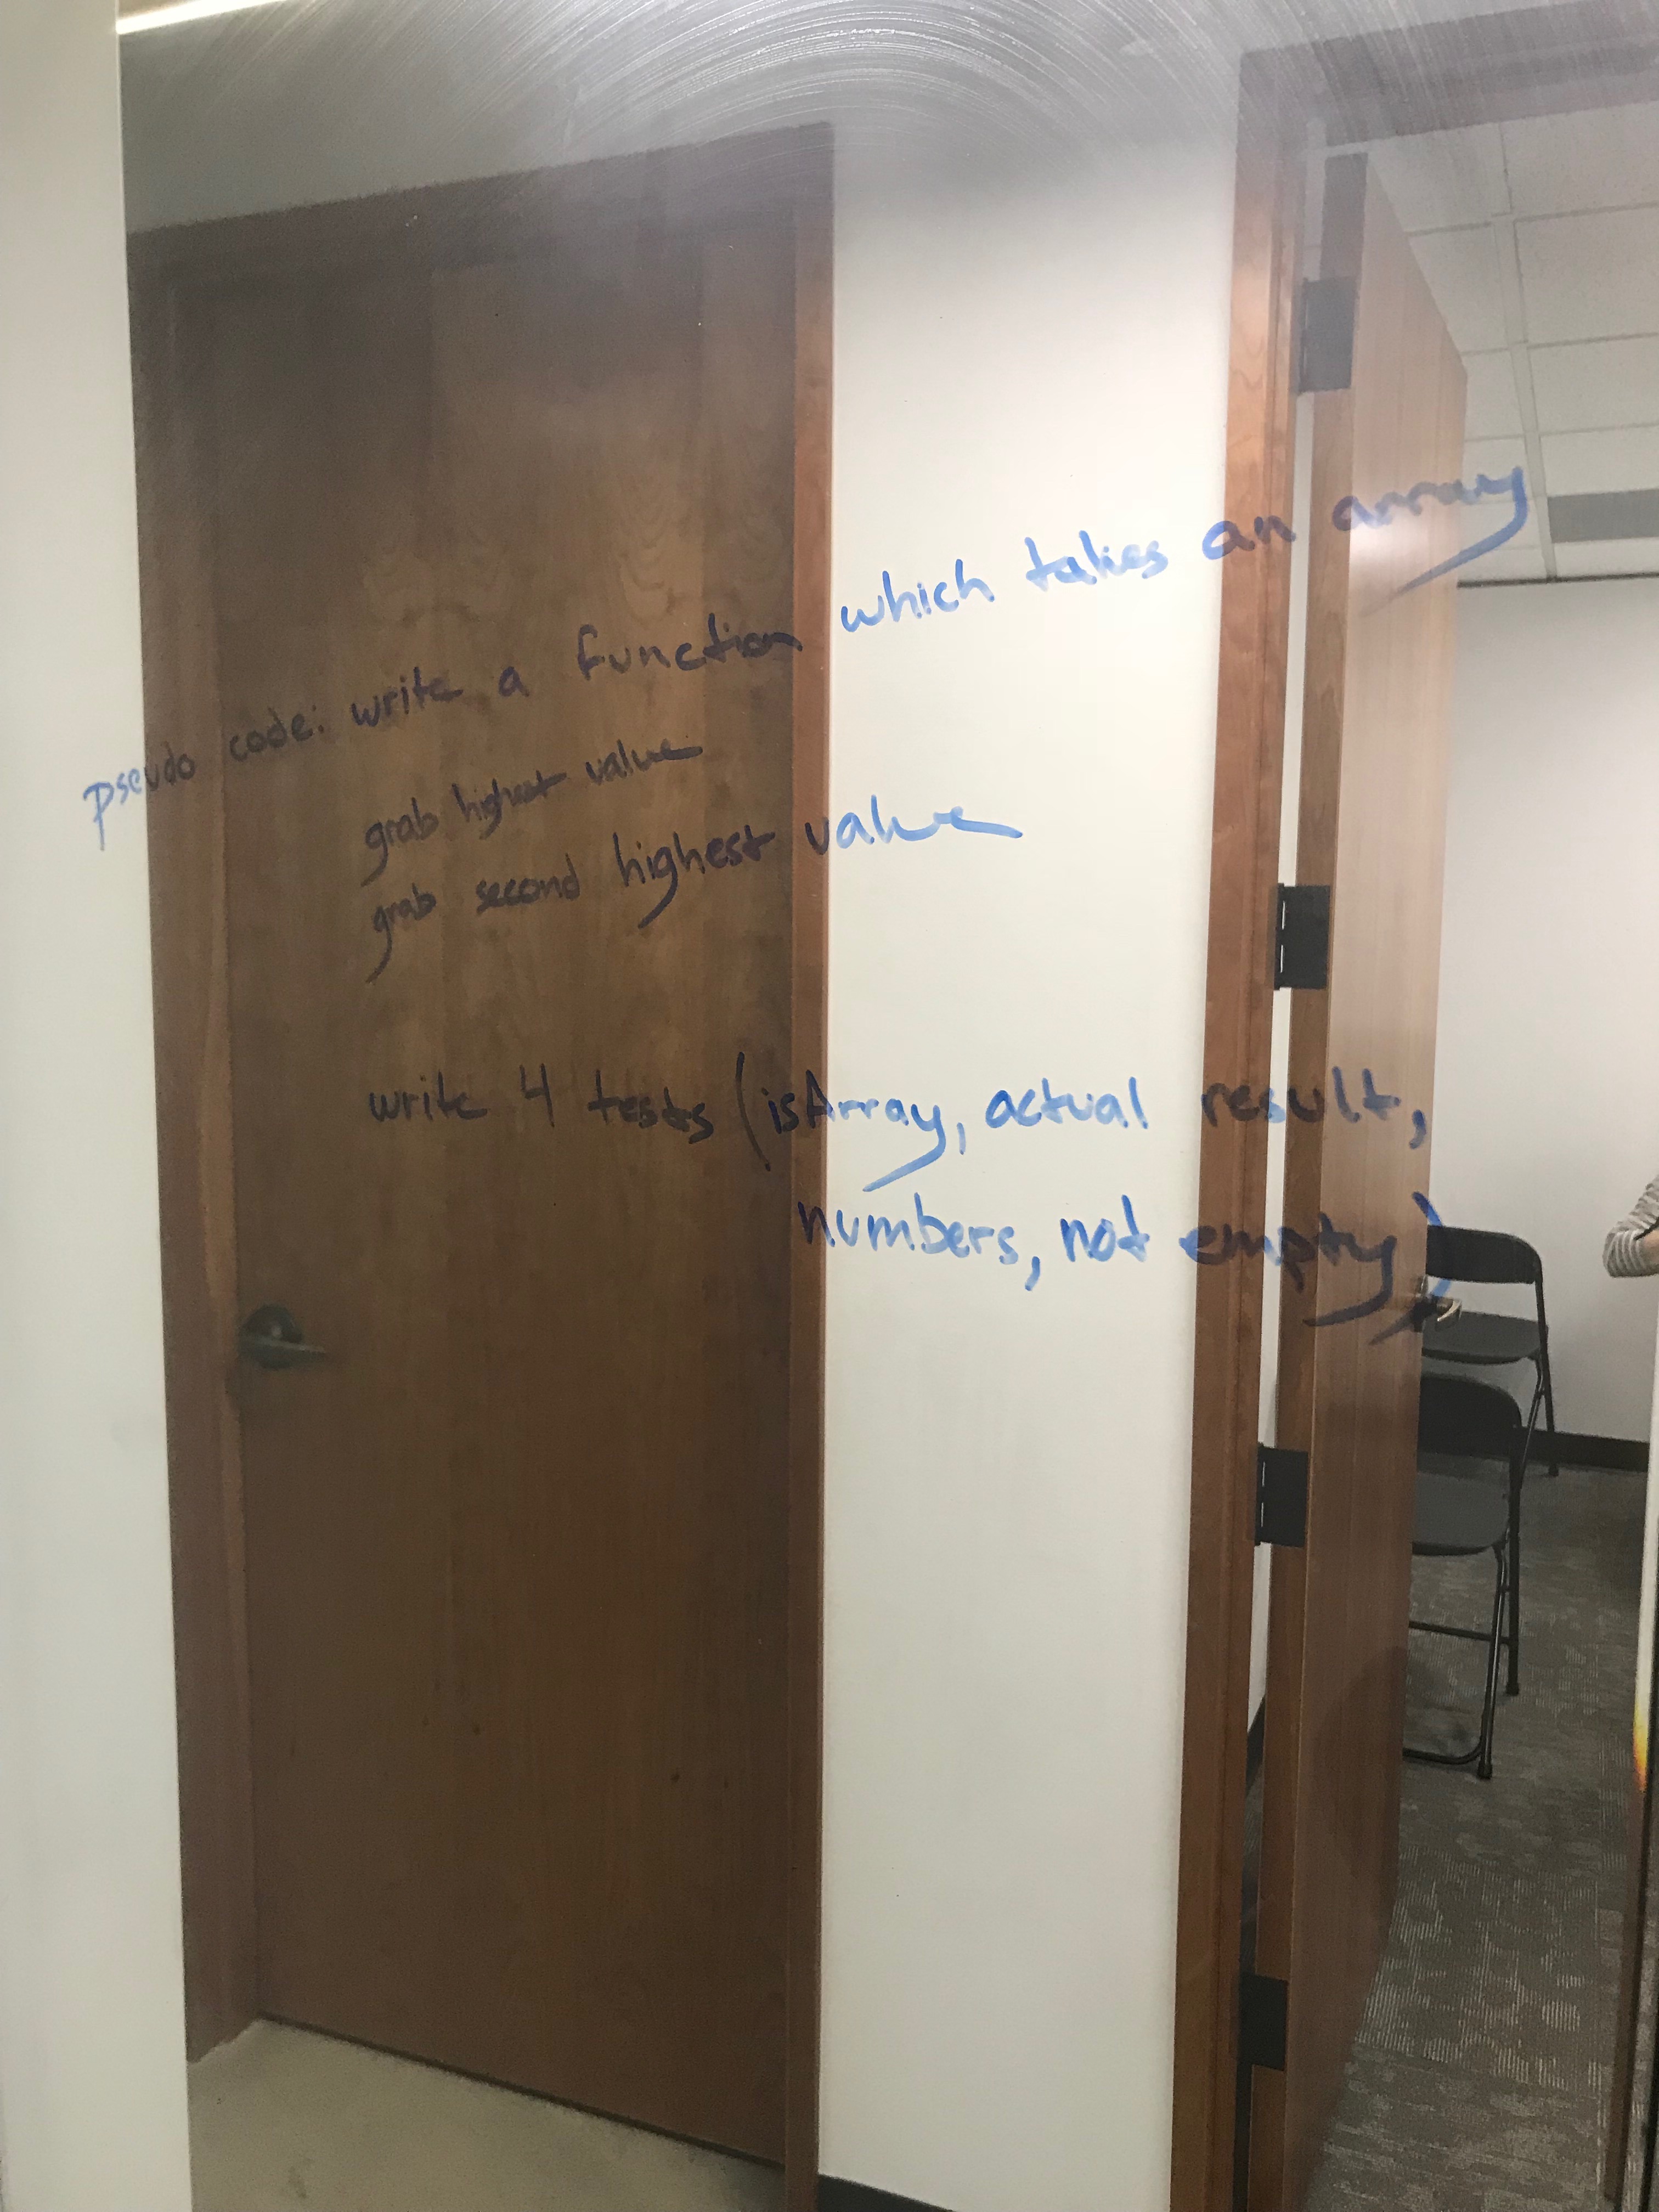 pseudo code: write a function which takes an array
grab highest value
grab second highest value
write 4 tests (isArray, actual result,
numbers, not empty)